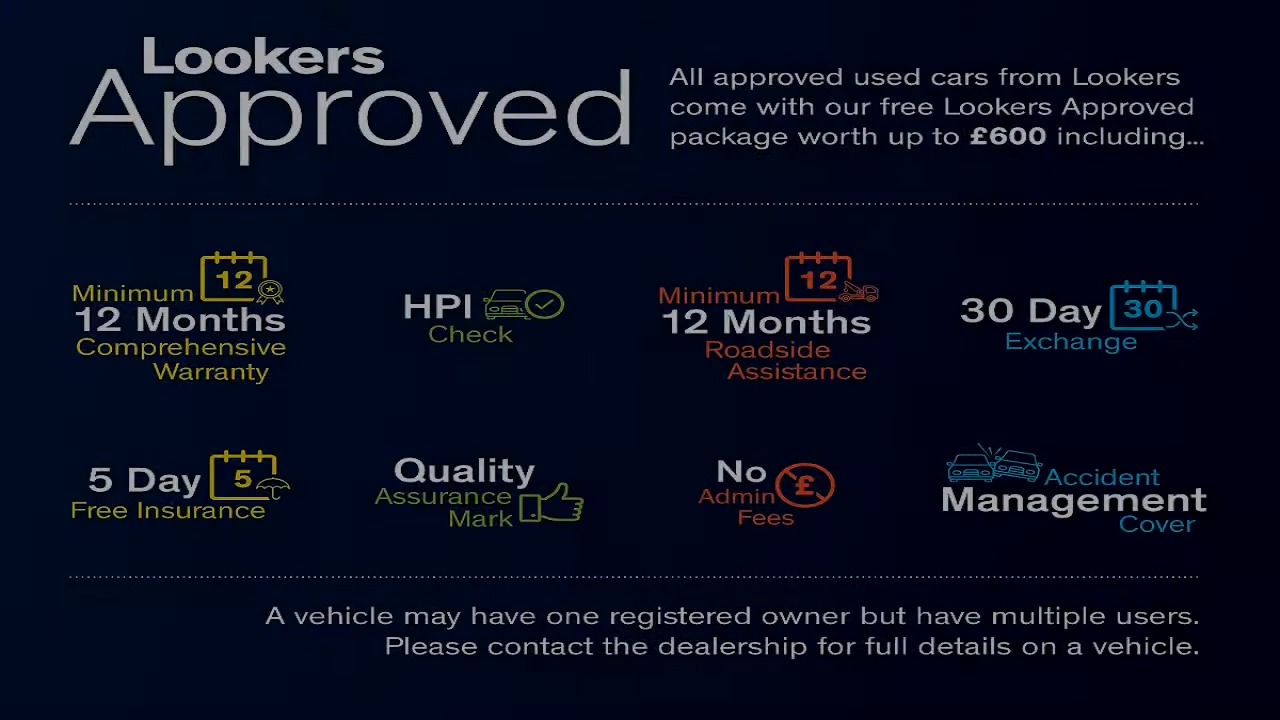 Lookers
Approved
All approved used cars from Lookers
come with our free Lookers Approved
package worth up to £600 including...
Minimum 12
12 Months
Comprehensive
Warranty
HPI
Check
Minimum 12
12 Months
Roadside
Assistance
30 Day 30
Exchange
5 Day 5
Free Insurance
Quality
Assurance
Mark
No
Admin £
Fees
Accident
Management
Cover
A vehicle may have one registered owner but have multiple users.
Please contact the dealership for full details on a vehicle.